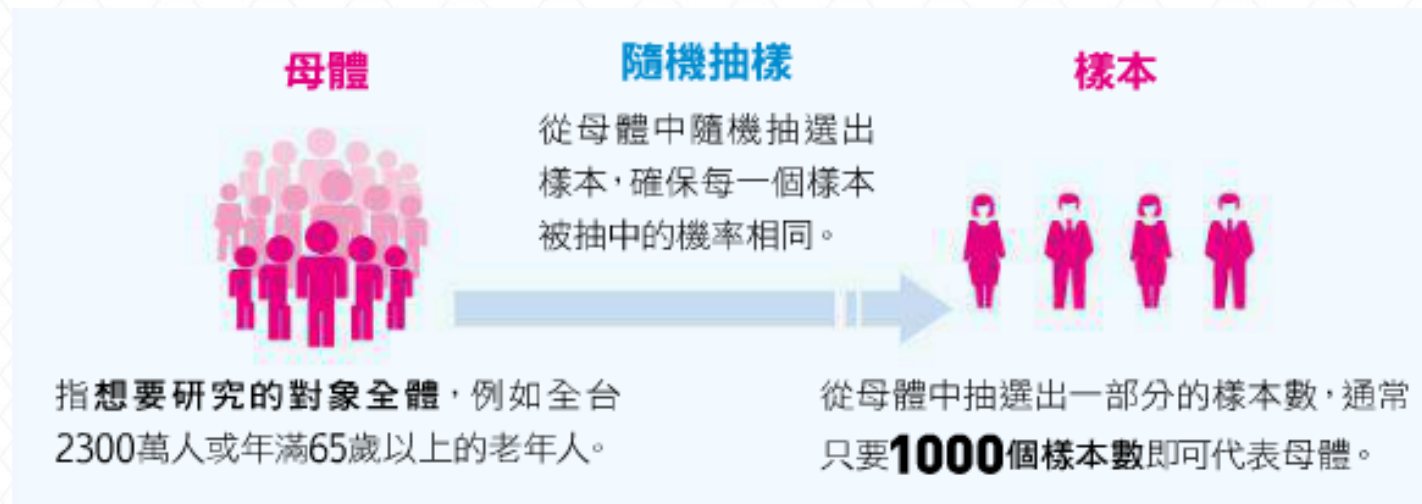 母體
指想要研究的對象全體，例如全台
2300萬人或年滿65歲以上的老年人。
隨機抽樣
從母體中隨機抽選出
樣本，確保每一個樣本
被抽中的機率相同。
樣本
從母體中抽選出一部分的樣本數，通常
只要1000個樣本數即可代表母體。